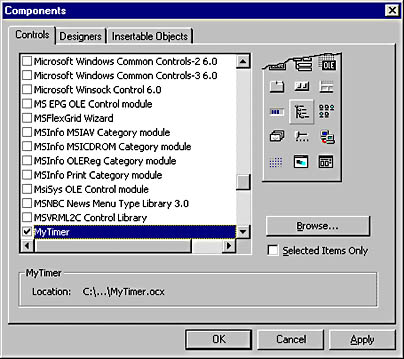 Components
Controls
Designers
Insertable Objects
Microsoft Windows Common Controls-2 6.0
Microsoft Windows Common Controls-3 6.0
Microsoft Winsock Control 6.0
MS EPG OLE Control module
MSFlexGrid Wizard
MSInfo MSIAV Category module
MSInfo MSICDROM Category module
MSInfo OLEReg Category module
MSInfo Print Category module
MsiSys OLE Control module
MSNBC News Menu Type Library 3.0
MSVRML2C Control Library
MyTimer
OLE
Browse...
Selected Items Only
MyTimer
Location: C:\...\MyTimer.ocx
OK
Cancel
Apply